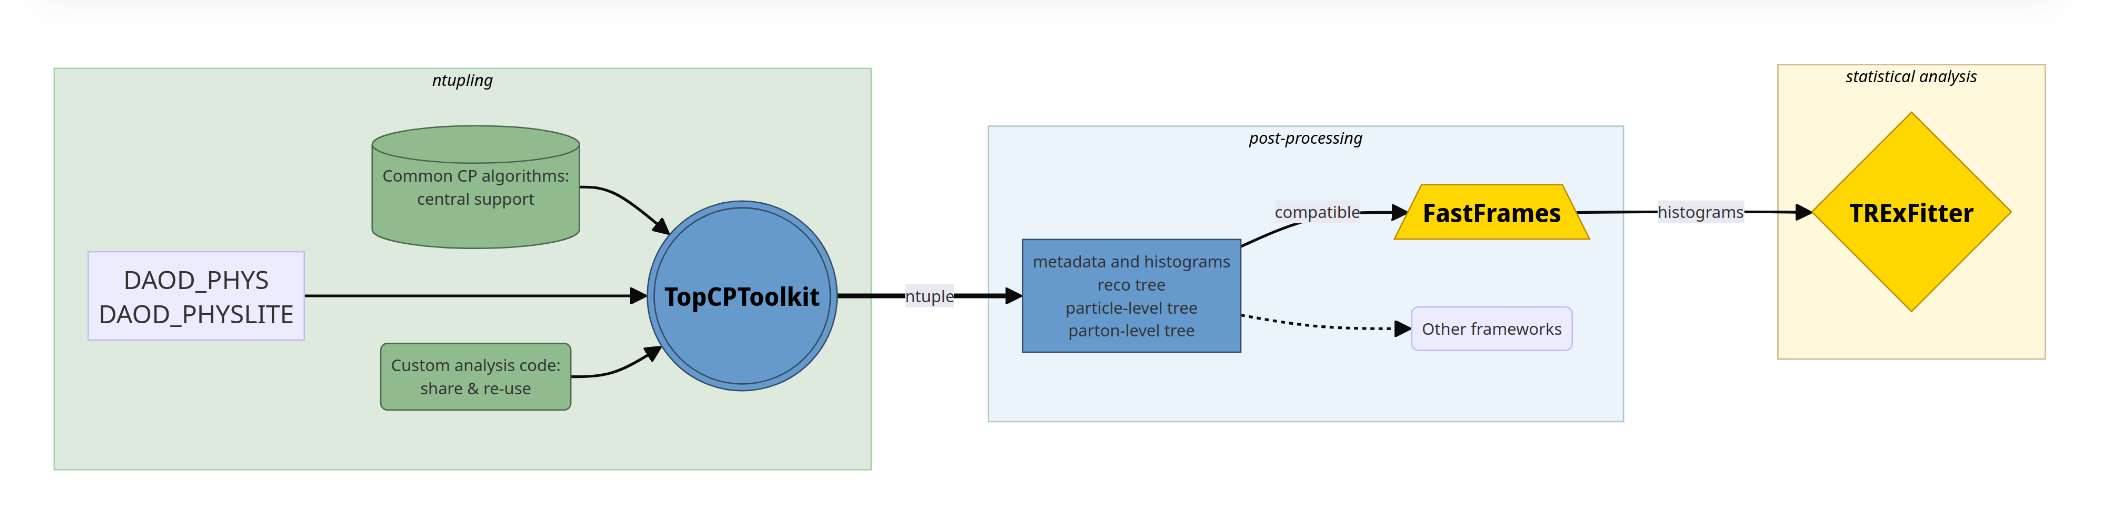 ntupling
Common CP algorithms:
central support
DAOD_PHYS
DAOD_PHYSLITE
Custom analysis code:
share & re-use
TopCPToolkit
ntuple
post-processing
metadata and histograms
reco tree
particle-level tree
parton-level tree
compatible
FastFrames
Other frameworks
histograms
statistical analysis
TRExFitter